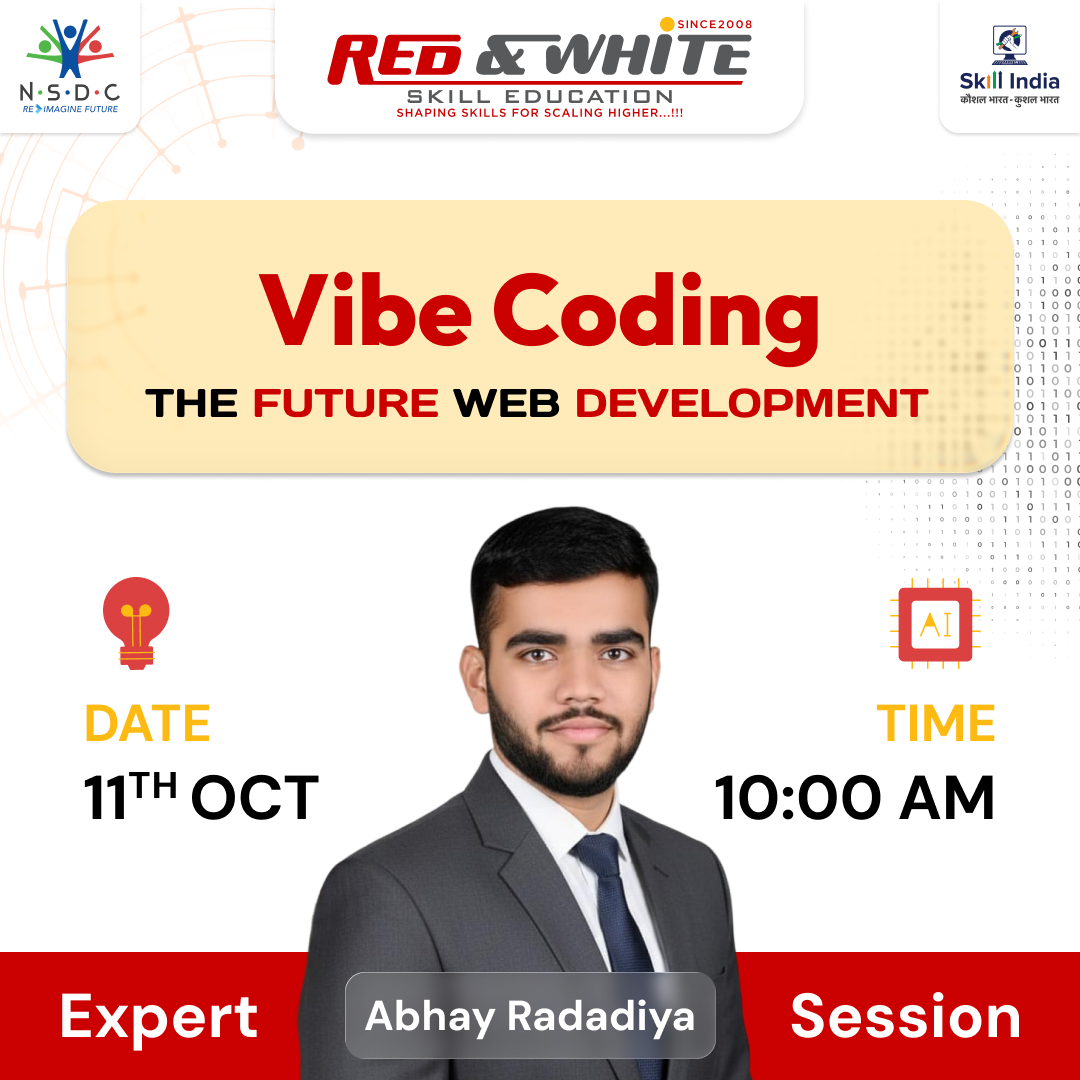 N·S·D·C
RE IMAGINE FUTURE
SINCE2008
RED & WHITE
SKILL EDUCATION
SHAPING SKILLS FOR SCALING HIGHER...!!!
Skill India
कौशल भारत-कुशल भारत
Vibe Coding
THE FUTURE WEB DEVELOPMENT
AI
DATE
11TH OCT
TIME
10:00 AM
Expert
Abhay Radadiya
Session